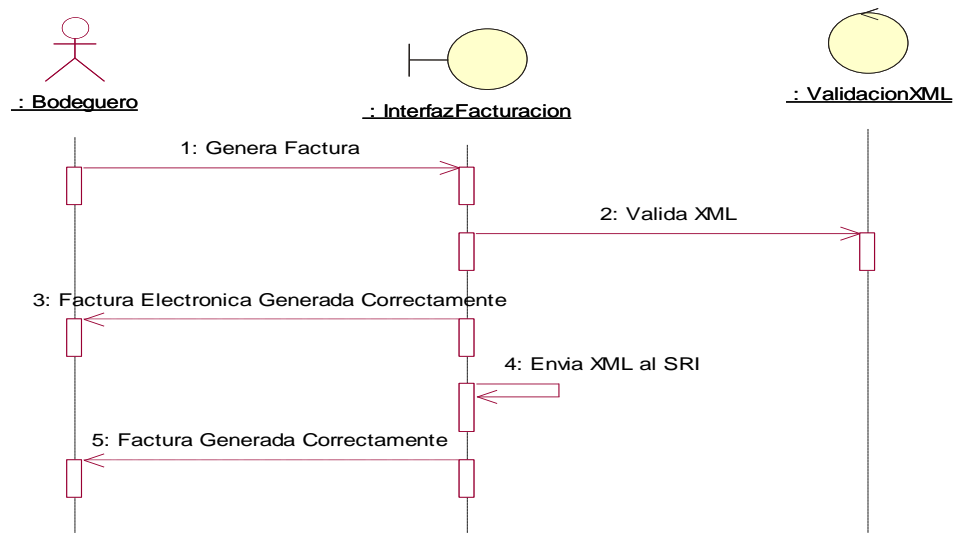 : Bodeguero
: InterfazFacturacion
: ValidacionXML
1: Genera Factura
2: Valida XML
3: Factura Electronica Generada Correctamente
4: Envia XML al SRI
5: Factura Generada Correctamente